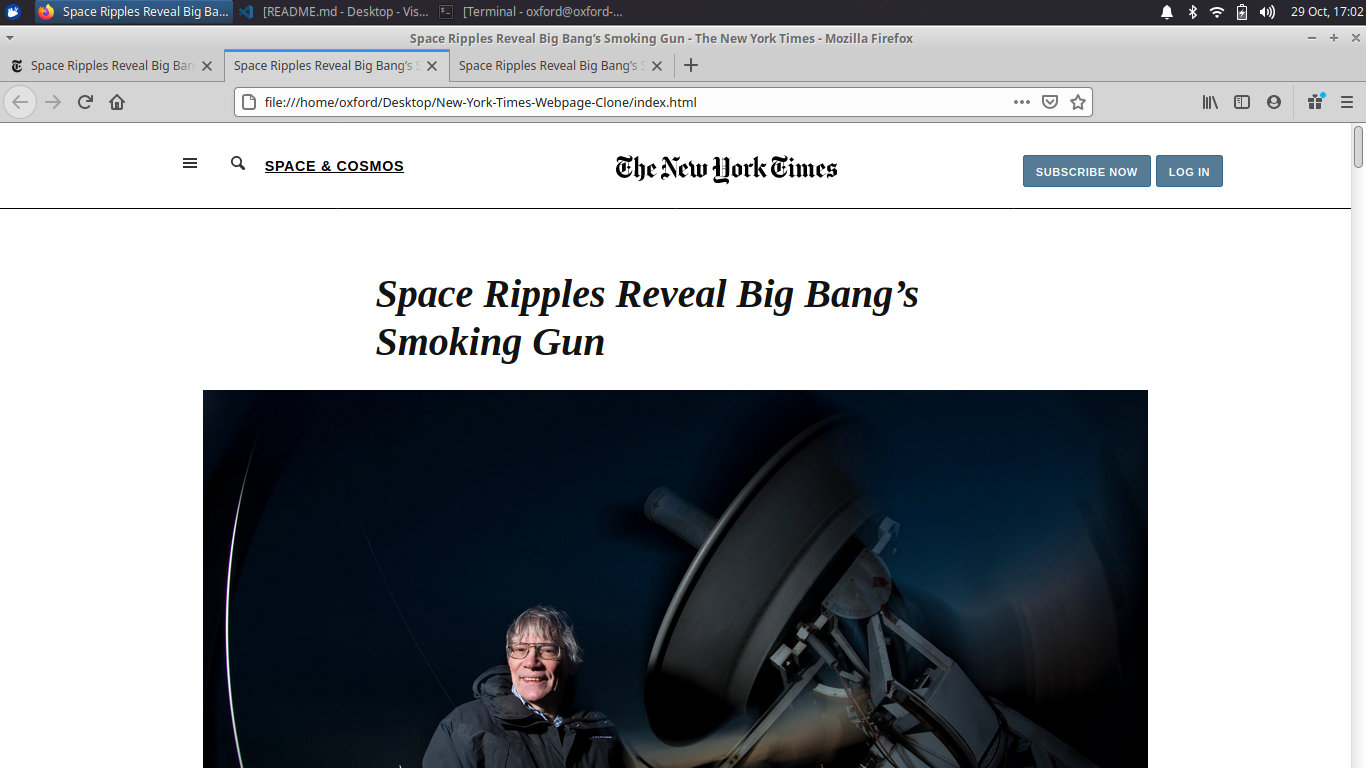 Space Ripples Reveal Big Ba... [README.md - Desktop - Vis... [Terminal - oxford@oxford-... 29 Oct, 17:02
Space Ripples Reveal Big Bang’s Smoking Gun - The New York Times - Mozilla Firefox
Space Ripples Reveal Big Ban Space Ripples Reveal Big Bang’s S Space Ripples Reveal Big Bang’s S
file:///home/oxford/Desktop/New-York-Times-Webpage-Clone/index.html
SPACE & COSMOS The New York Times SUBSCRIBE NOW LOG IN
Space Ripples Reveal Big Bang’s
Smoking Gun